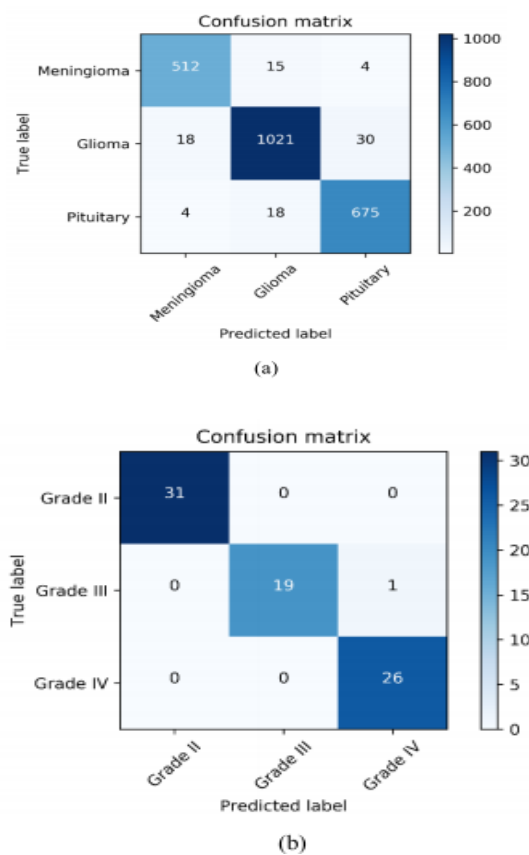 Confusion matrix
Meningioma 512 15 4
Glioma 18 1021 30
Pituitary 4 18 675
Meningioma Glioma Pituitary
True label
Predicted label
1000
800
600
400
200
(a)
Confusion matrix
Grade II 31 0 0
Grade III 0 19 1
Grade IV 0 0 26
Grade II Grade III Grade IV
True label
Predicted label
30
25
20
15
10
5
0
(b)